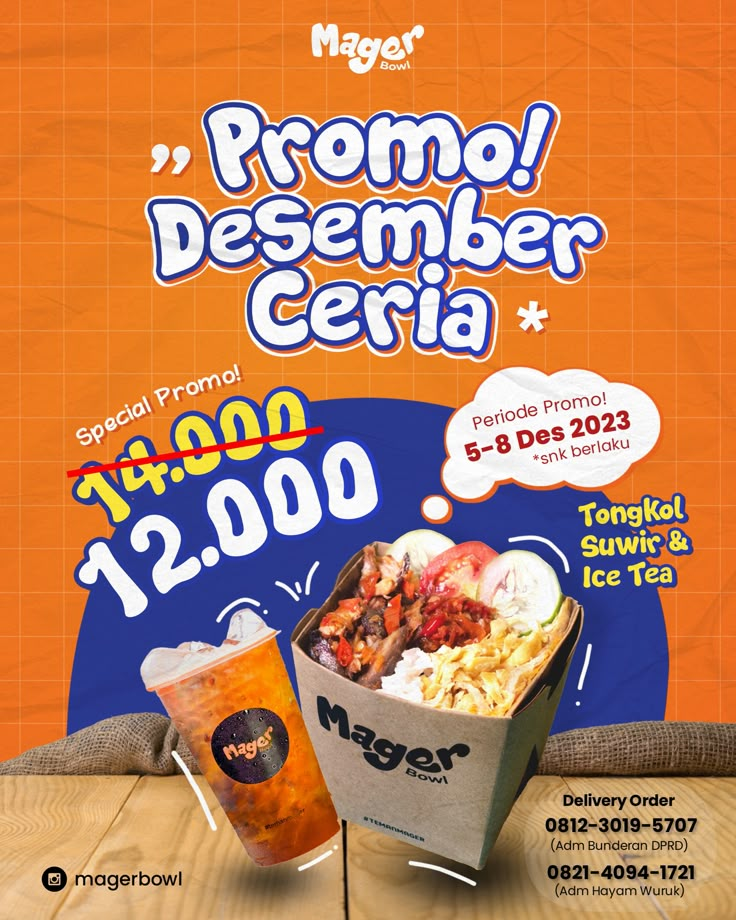 Mager
Bowl
,, Promo!
Desember
Ceria *
Special Promo!
14.000
12.000
Periode Promo!
5-8 Des 2023
*snk berlaku
Tongkol
Suwir &
Ice Tea
Mager
Mager
Bowl
#TEMANMAGER
Delivery Order
0812-3019-5707
(Adm Bunderan DPRD)
0821-4094-1721
(Adm Hayam Wuruk)
magerbowl